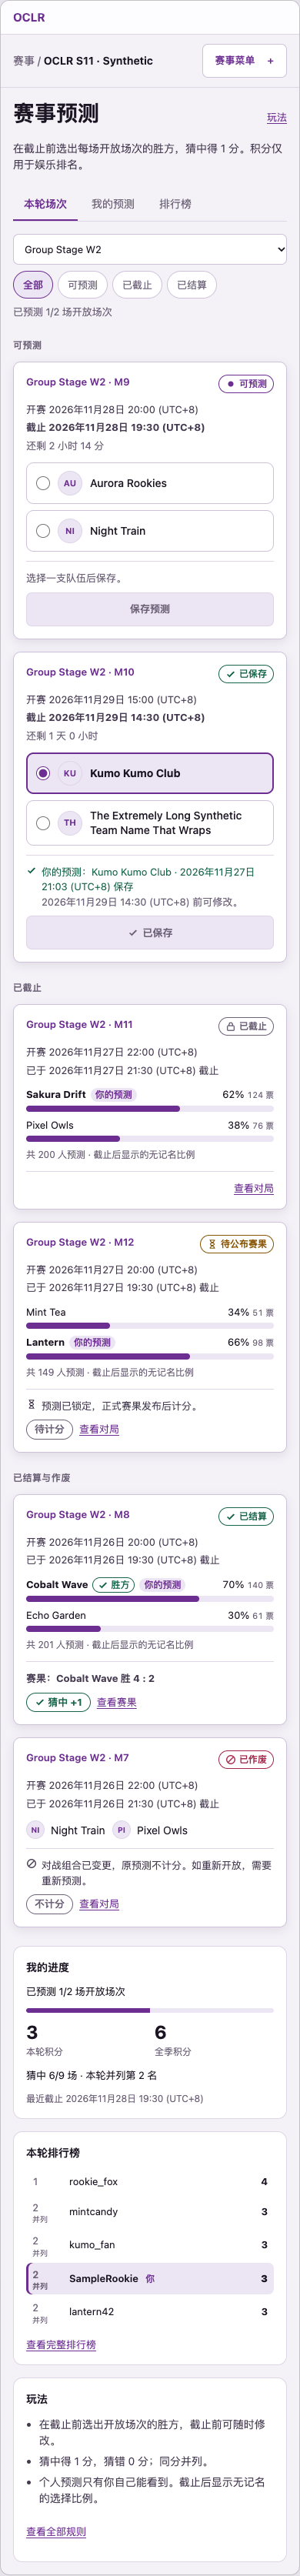 OCLR
赛事 / OCLR S11 · Synthetic
赛事菜单 +
赛事预测
玩法
在截止前选出每场开放场次的胜方，猜中得 1 分。积分仅
用于娱乐排名。
本轮场次 我的预测 排行榜
Group Stage W2
全部 可预测 已截止 已结算
已预测 1/2 场开放场次
可预测
Group Stage W2 · M9
可预测
开赛 2026年11月28日 20:00 (UTC+8)
截止 2026年11月28日 19:30 (UTC+8)
还剩 2 小时 14 分
AU Aurora Rookies
NI Night Train
选择一支队伍后保存。
保存预测
Group Stage W2 · M10
已保存
开赛 2026年11月29日 15:00 (UTC+8)
截止 2026年11月29日 14:30 (UTC+8)
还剩 1 天 0 小时
KU Kumo Kumo Club
TH The Extremely Long Synthetic
Team Name That Wraps
你的预测：Kumo Kumo Club · 2026年11月27日
21:03 (UTC+8) 保存
2026年11月29日 14:30 (UTC+8) 前可修改。
已保存
已截止
Group Stage W2 · M11
已截止
开赛 2026年11月27日 22:00 (UTC+8)
已于 2026年11月27日 21:30 (UTC+8) 截止
Sakura Drift 你的预测 62% 124 票
Pixel Owls 38% 76 票
共 200 人预测 · 截止后显示的无记名比例
查看对局
Group Stage W2 · M12
待公布赛果
开赛 2026年11月27日 20:00 (UTC+8)
已于 2026年11月27日 19:30 (UTC+8) 截止
Mint Tea 34% 51 票
Lantern 你的预测 66% 98 票
共 149 人预测 · 截止后显示的无记名比例
预测已锁定，正式赛果发布后计分。
待计分 查看对局
已结算与作废
Group Stage W2 · M8
已结算
开赛 2026年11月26日 20:00 (UTC+8)
已于 2026年11月26日 19:30 (UTC+8) 截止
Cobalt Wave 胜方 你的预测 70% 140 票
Echo Garden 30% 61 票
共 201 人预测 · 截止后显示的无记名比例
赛果：Cobalt Wave 胜 4 : 2
猜中 +1 查看赛果
Group Stage W2 · M7
已作废
开赛 2026年11月26日 22:00 (UTC+8)
已于 2026年11月26日 21:30 (UTC+8) 截止
NI Night Train PI Pixel Owls
对战组合已变更，原预测不计分。如重新开放，需要
重新预测。
不计分 查看对局
我的进度
已预测 1/2 场开放场次
3 6
本轮积分 全季积分
猜中 6/9 场 · 本轮并列第 2 名
最近截止 2026年11月28日 19:30 (UTC+8)
本轮排行榜
1 rookie_fox 4
2 并列 mintcandy 3
2 并列 kumo_fan 3
2 并列 SampleRookie 你 3
2 并列 lantern42 3
查看完整排行榜
玩法
• 在截止前选出开放场次的胜方，截止前可随时修
改。
• 猜中得 1 分，猜错 0 分；同分并列。
• 个人预测只有你自己能看到。截止后显示无记名
的选择比例。
查看全部规则